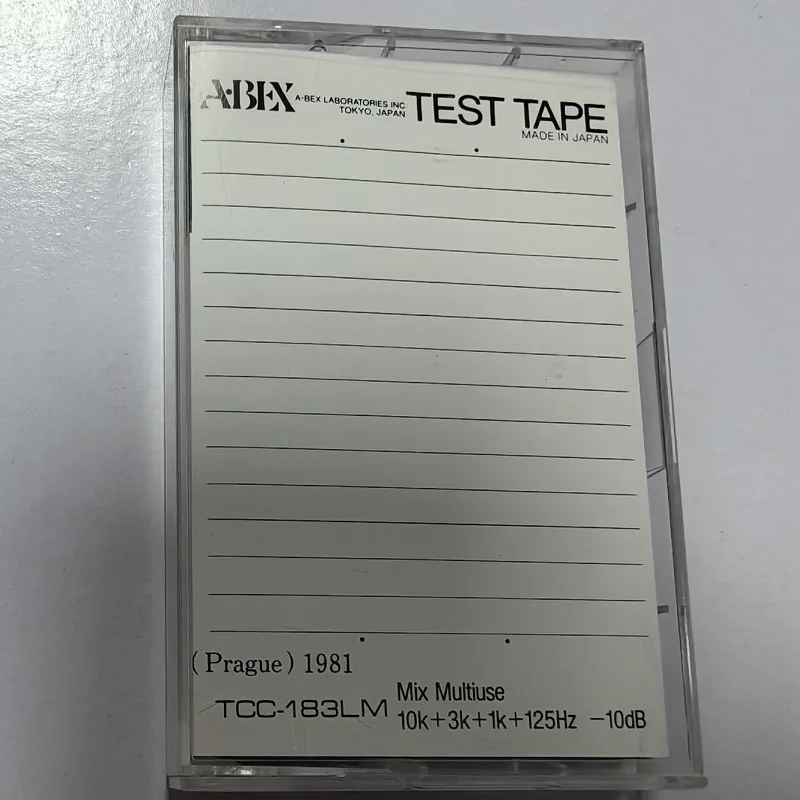 A·BEX A-BEX LABORATORIES INC TEST TAPE
TOKYO, JAPAN
MADE IN JAPAN
(Prague) 1981
TCC-183LM Mix Multiuse
10k+3k+1k+125Hz −10dB